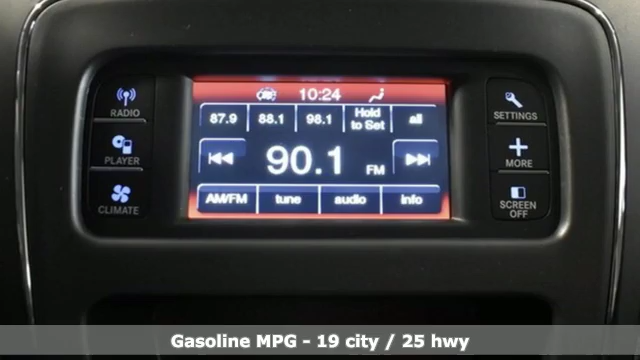 10:24
RADIO
87.9 88.1 98.1 Hold to Set all
SETTINGS
PLAYER
90.1 FM
MORE
CLIMATE
AM/FM tune audio info
SCREEN OFF
Gasoline MPG - 19 city / 25 hwy